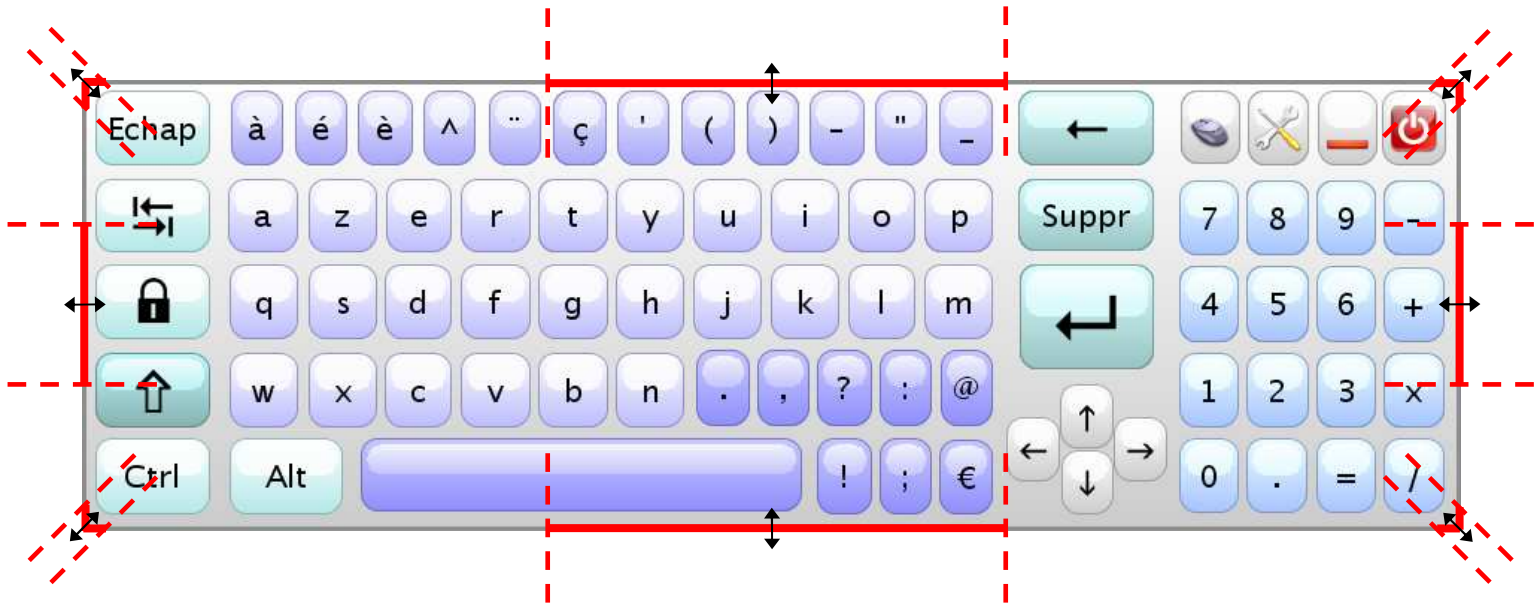 Echap à é è ^ ¨ ç ' ( ) - " _ ←
a z e r t y u i o p Suppr 7 8 9 -
q s d f g h j k l m 4 5 6 +
w x c v b n . , ? : @ ↑ 1 2 3 x
Ctrl Alt ! ; € ← ↓ → 0 . = /